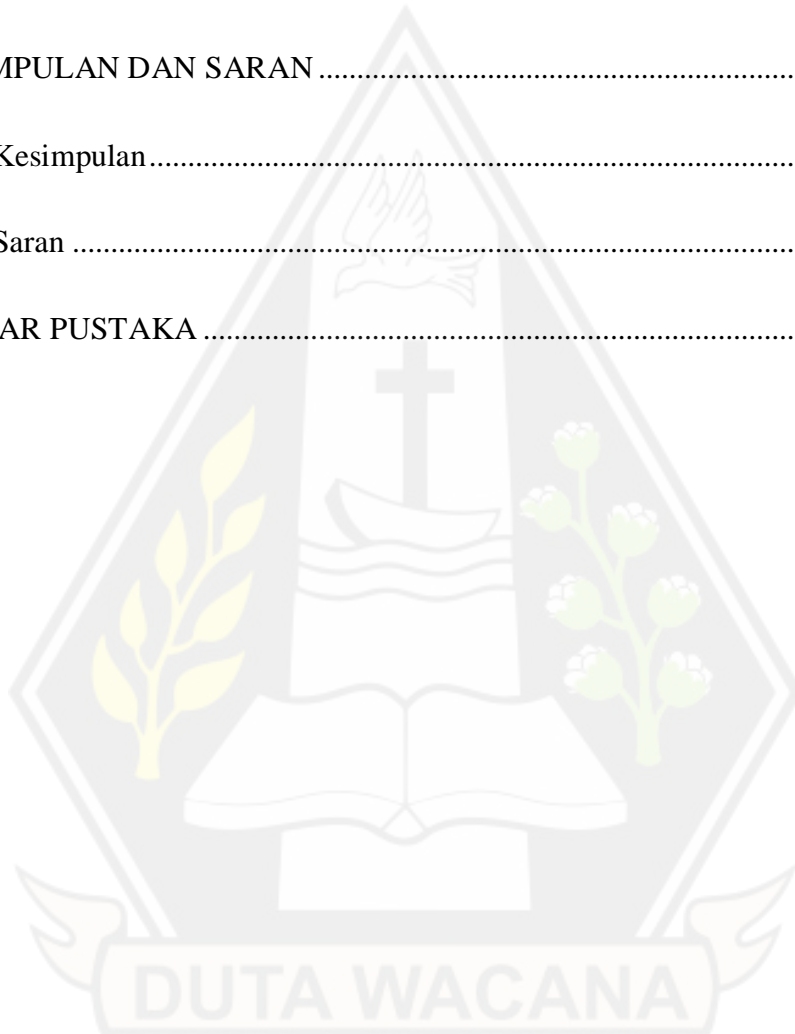 MPULAN DAN SARAN ..............................................................
Kesimpulan....................................................................................
Saran ..............................................................................................
AR PUSTAKA .............................................................................
DUTA WACANA